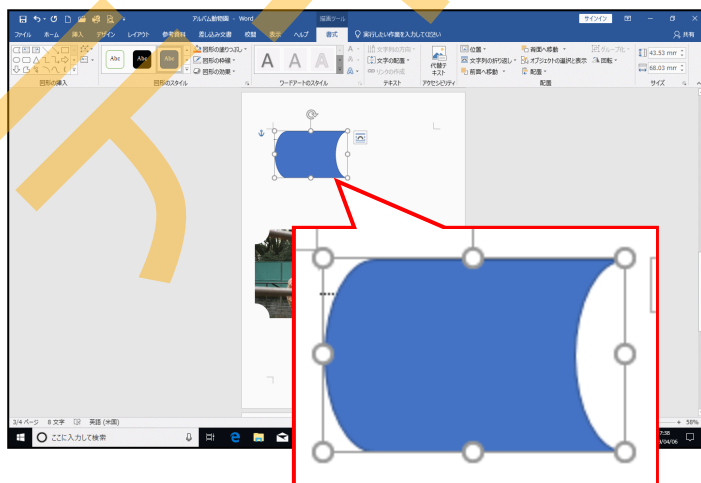 アルバム動物園 - Word
描画ツール
サインイン
ファイル ホーム 挿入 デザイン レイアウト 参考資料 差し込み文書 校閲 表示 ヘルプ 書式 実行したい作業を入力してください 共有
Abc Abc Abc
図形の塗りつぶし
図形の枠線
図形の効果
A A A
文字列の方向
文字の配置
リンクの作成
代替テキスト
位置
文字列の折り返し
前面へ移動
背面へ移動
オブジェクトの選択と表示
配置
グループ化
回転
43.53 mm
68.03 mm
図形の挿入 図形のスタイル ワードアートのスタイル テキスト アクセシビリティ 配置 サイズ
3/4 ページ 8 文字 英語 (米国)
58%
ここに入力して検索